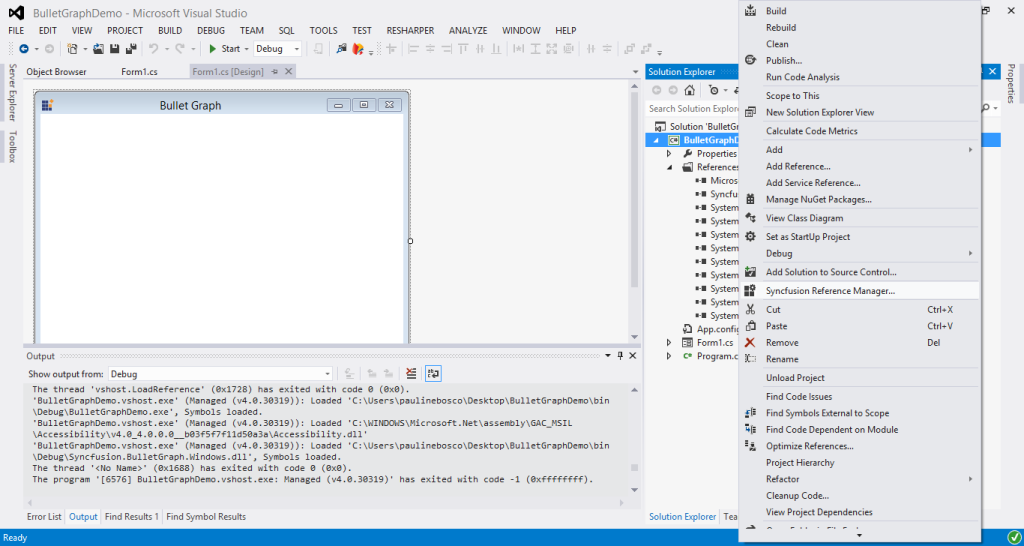 BulletGraphDemo - Microsoft Visual Studio
FILE EDIT VIEW PROJECT BUILD DEBUG TEAM SQL TOOLS TEST RESHARPER ANALYZE WINDOW HELP
Start Debug
Server Explorer
Toolbox
Object Browser Form1.cs Form1.cs [Design]
Bullet Graph
Output
Show output from: Debug
The thread 'vshost.LoadReference' (0x1728) has exited with code 0 (0x0).
'BulletGraphDemo.vshost.exe' (Managed (v4.0.30319)): Loaded 'C:\Users\paulinebosco\Desktop\BulletGraphDemo\bin
\Debug\BulletGraphDemo.exe', Symbols loaded.
'BulletGraphDemo.vshost.exe' (Managed (v4.0.30319)): Loaded 'C:\WINDOWS\Microsoft.Net\assembly\GAC_MSIL
\Accessibility\v4.0_4.0.0.0__b03f5f7f11d50a3a\Accessibility.dll'
'BulletGraphDemo.vshost.exe' (Managed (v4.0.30319)): Loaded 'C:\Users\paulinebosco\Desktop\BulletGraphDemo\bin
\Debug\Syncfusion.BulletGraph.Windows.dll', Symbols loaded.
The thread '<No Name>' (0x1688) has exited with code 0 (0x0).
The program '[6576] BulletGraphDemo.vshost.exe: Managed (v4.0.30319)' has exited with code -1 (0xffffffff).
Error List Output Find Results 1 Find Symbol Results
Ready
Solution Explorer
Search Solution Explor
Solution 'BulletGr
BulletGraphD
Properties
References
Micros
Syncfu
System
System
System
System
System
System
System
System
System
App.config
Form1.cs
Program.c
Solution Explorer Tea
Properties
Build
Rebuild
Clean
Publish...
Run Code Analysis
Scope to This
New Solution Explorer View
Calculate Code Metrics
Add
Add Reference...
Add Service Reference...
Manage NuGet Packages...
View Class Diagram
Set as StartUp Project
Debug
Add Solution to Source Control...
Syncfusion Reference Manager...
Cut Ctrl+X
Paste Ctrl+V
Remove Del
Rename
Unload Project
Find Code Issues
Find Symbols External to Scope
Find Code Dependent on Module
Optimize References...
Project Hierarchy
Refactor
Cleanup Code...
View Project Dependencies